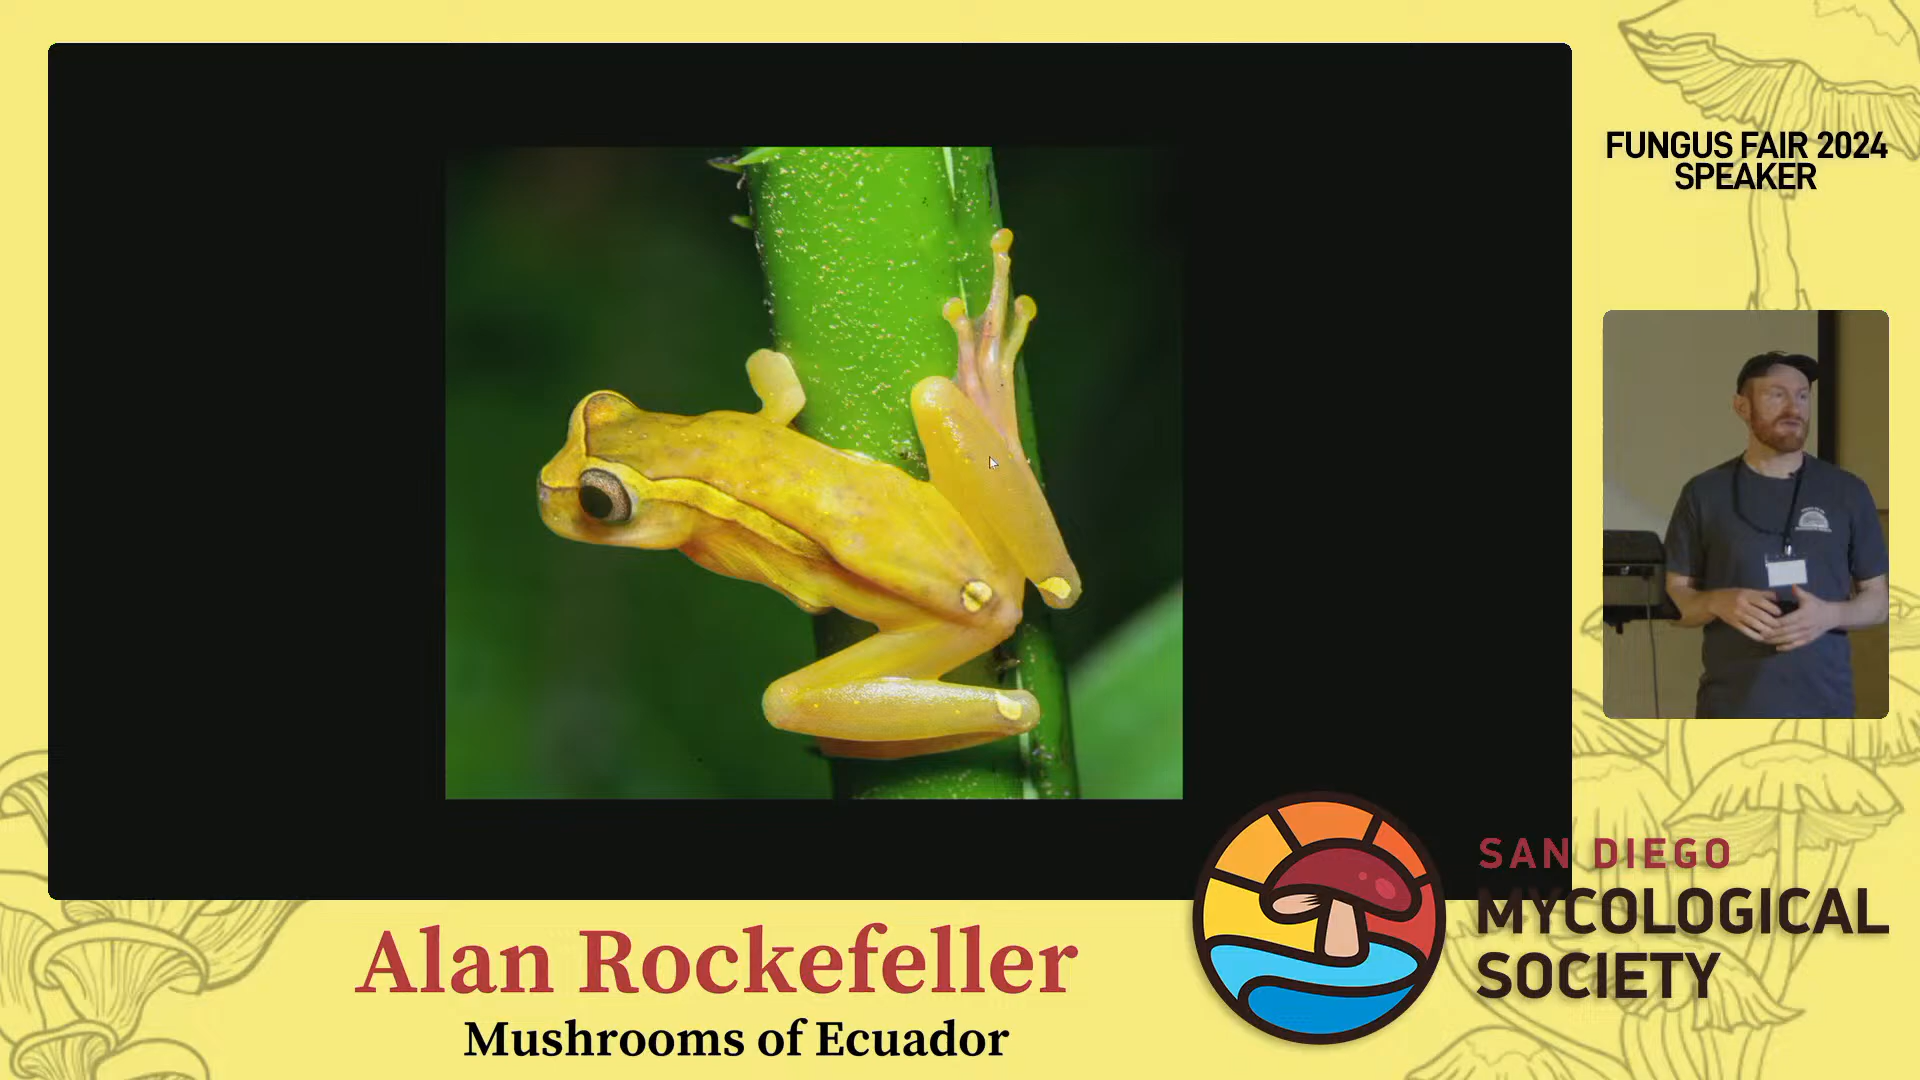 FUNGUS FAIR 2024
SPEAKER
SAN DIEGO
MYCOLOGICAL
SOCIETY
Alan Rockefeller
Mushrooms of Ecuador